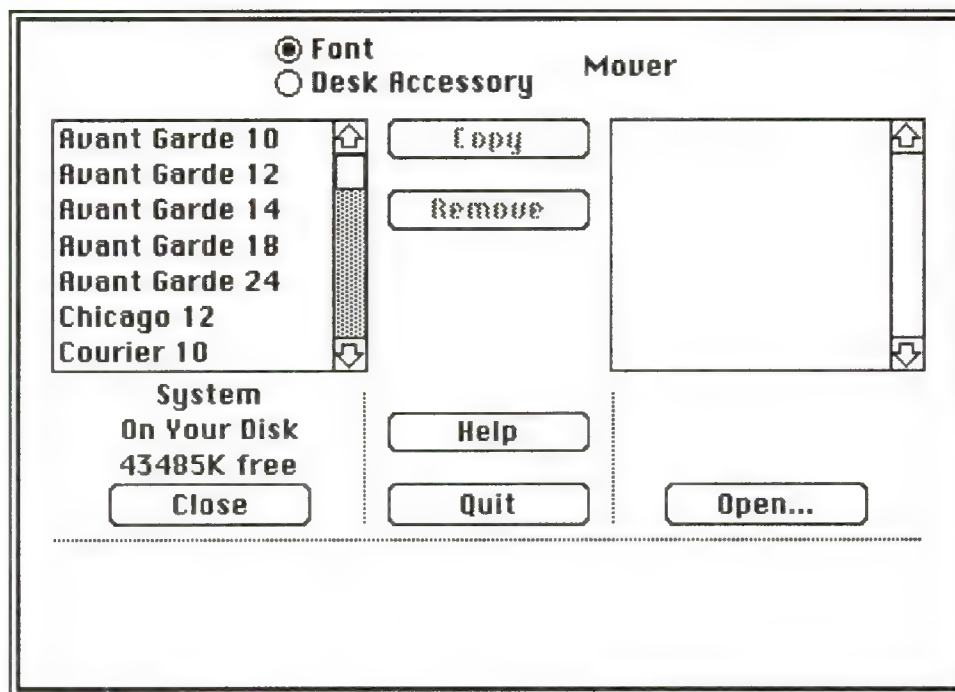 Font
Desk Accessory
Mover
Avant Garde 10
Avant Garde 12
Avant Garde 14
Avant Garde 18
Avant Garde 24
Chicago 12
Courier 10
Copy
Remove
System
On Your Disk
43485K free
Close
Help
Quit
Open...